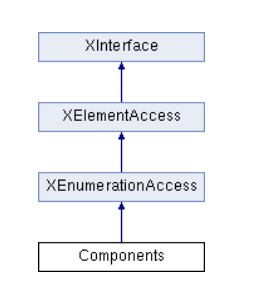 XInterface
XElementAccess
XEnumerationAccess
Components